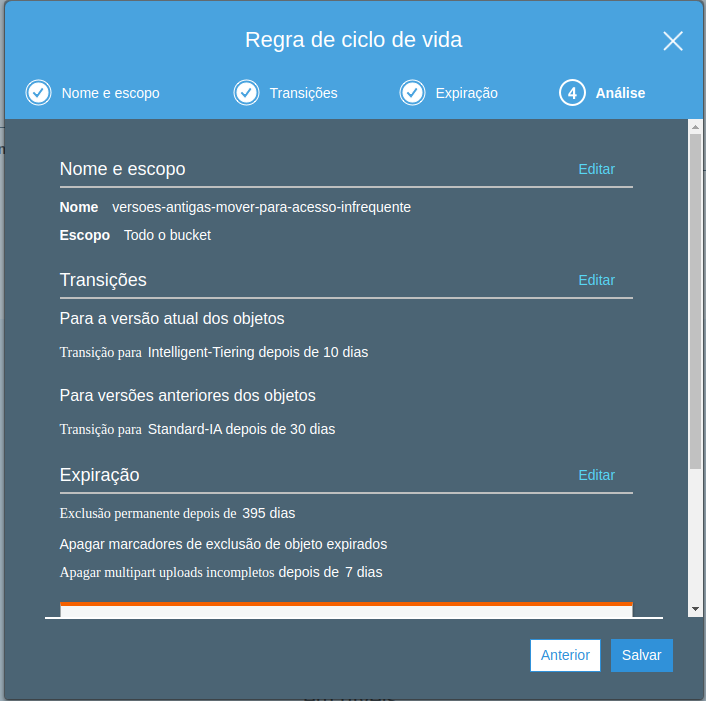 Regra de ciclo de vida
Nome e escopo Transições Expiração 4 Análise
Nome e escopo Editar
Nome versoes-antigas-mover-para-acesso-infrequente
Escopo Todo o bucket
Transições Editar
Para a versão atual dos objetos
Transição para Intelligent-Tiering depois de 10 dias
Para versões anteriores dos objetos
Transição para Standard-IA depois de 30 dias
Expiração Editar
Exclusão permanente depois de 395 dias
Apagar marcadores de exclusão de objeto expirados
Apagar multipart uploads incompletos depois de 7 dias
Anterior Salvar